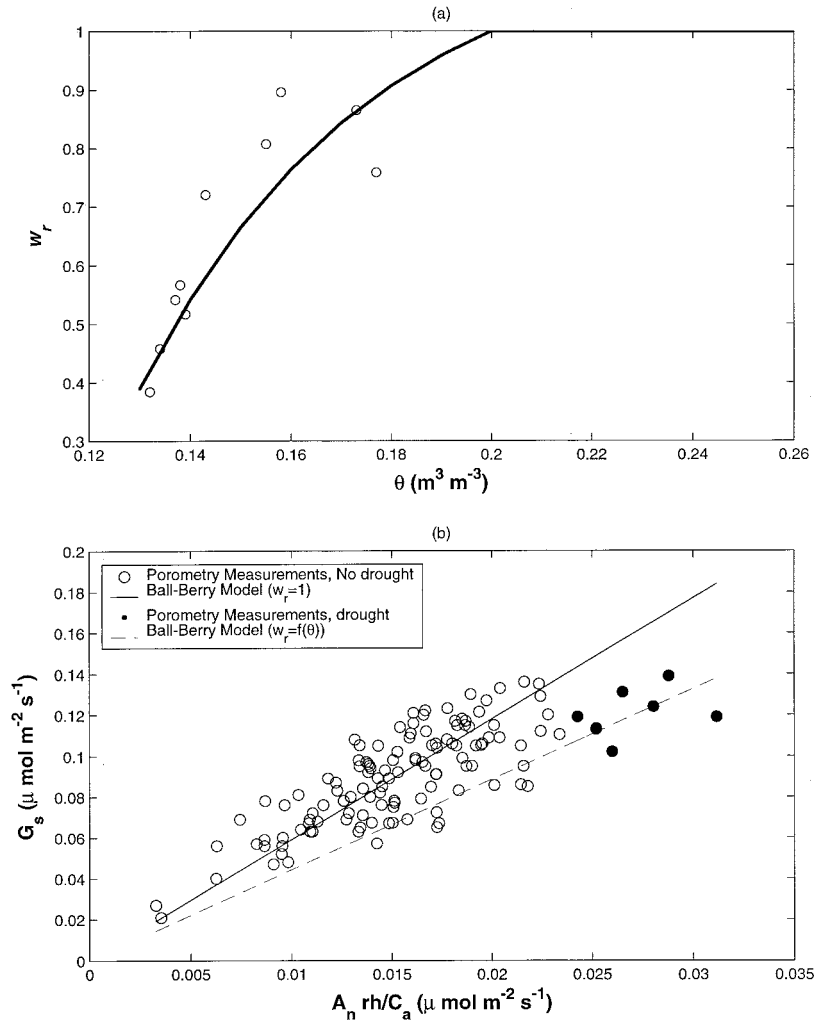 (a)
1
0.9
0.8
0.7
0.6
0.5
0.4
0.3
w_r
0.12 0.14 0.16 0.18 0.2 0.22 0.24 0.26
θ (m³ m⁻³)
(b)
0.2
0.18
0.16
0.14
0.12
0.1
0.08
0.06
0.04
0.02
0
G_s (μ mol m⁻² s⁻¹)
Porometry Measurements, No drought
Ball-Berry Model (w_r=1)
Porometry Measurements, drought
Ball-Berry Model (w_r=f(θ))
0 0.005 0.01 0.015 0.02 0.025 0.03 0.035
A_n rh/C_a (μ mol m⁻² s⁻¹)